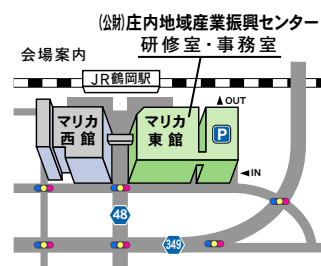 (公財)庄内地域産業振興センター
研修室・事務室
会場案内
JR鶴岡駅
OUT
マリカ
西館
マリカ
東館
P
IN
48
349